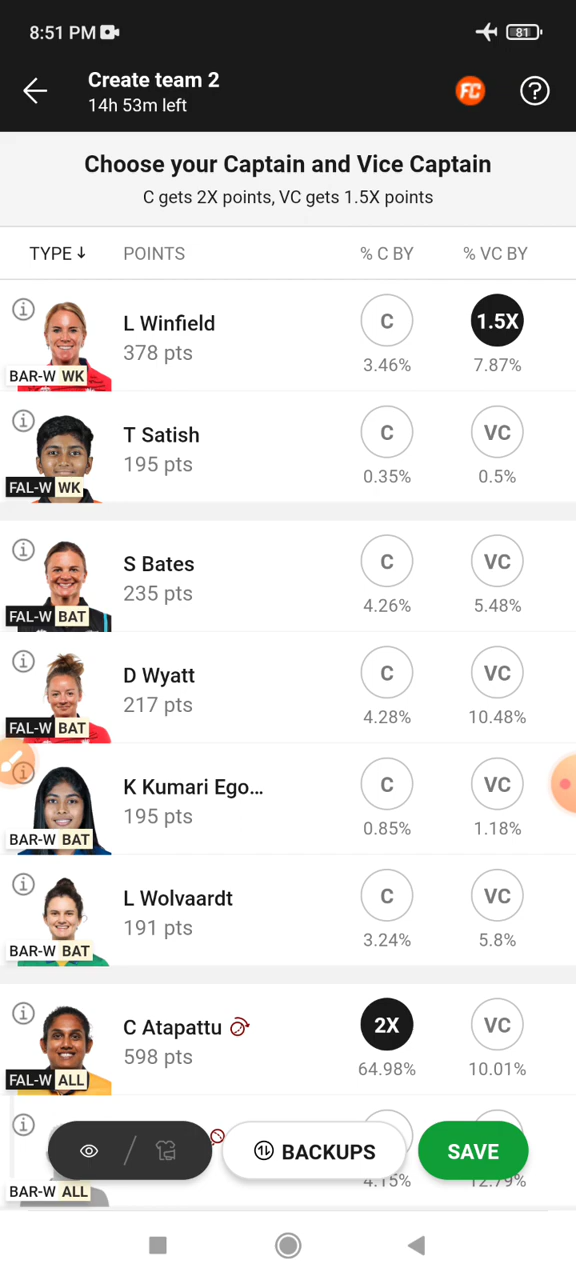 8:51 PM
81
Create team 2
14h 53m left
FC
Choose your Captain and Vice Captain
C gets 2X points, VC gets 1.5X points
TYPE ↓ POINTS % C BY % VC BY
L Winfield
378 pts
C
1.5X
3.46%
7.87%
BAR-W WK
T Satish
195 pts
C
VC
0.35%
0.5%
FAL-W WK
S Bates
235 pts
C
VC
4.26%
5.48%
FAL-W BAT
D Wyatt
217 pts
C
VC
4.28%
10.48%
FAL-W BAT
K Kumari Ego...
195 pts
C
VC
0.85%
1.18%
BAR-W BAT
L Wolvaardt
191 pts
C
VC
3.24%
5.8%
BAR-W BAT
C Atapattu
598 pts
2X
VC
64.98%
10.01%
FAL-W ALL
BACKUPS
SAVE
4.15%
12.79%
BAR-W ALL